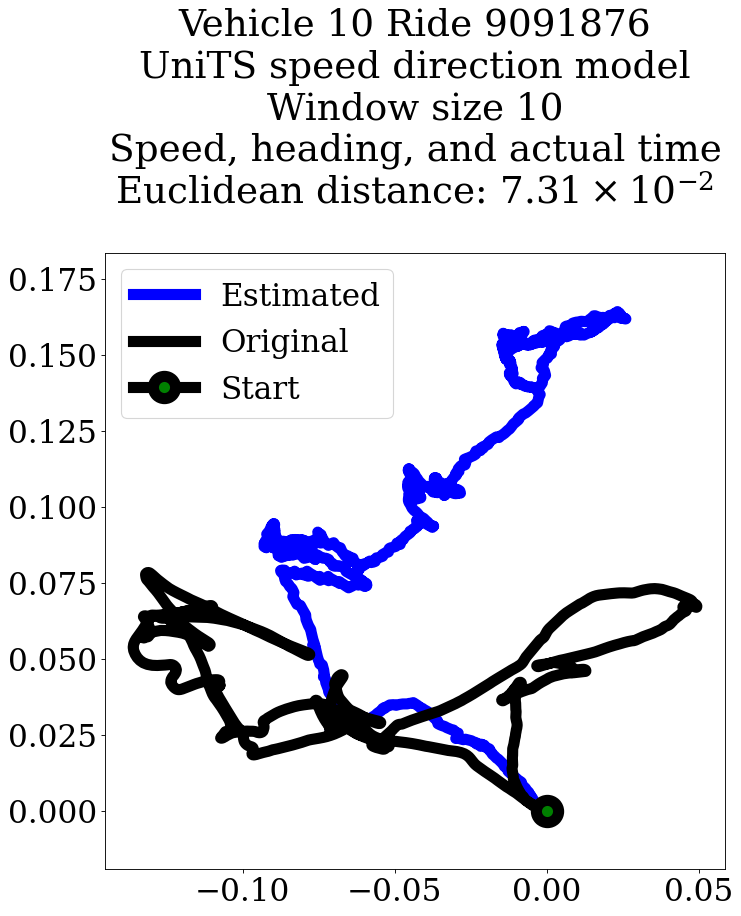 Vehicle 10 Ride 9091876
UniTS speed direction model
Window size 10
Speed, heading, and actual time
Euclidean distance: 7.31 × 10⁻²
Estimated
Original
Start
0.175
0.150
0.125
0.100
0.075
0.050
0.025
0.000
−0.10 −0.05 0.00 0.05